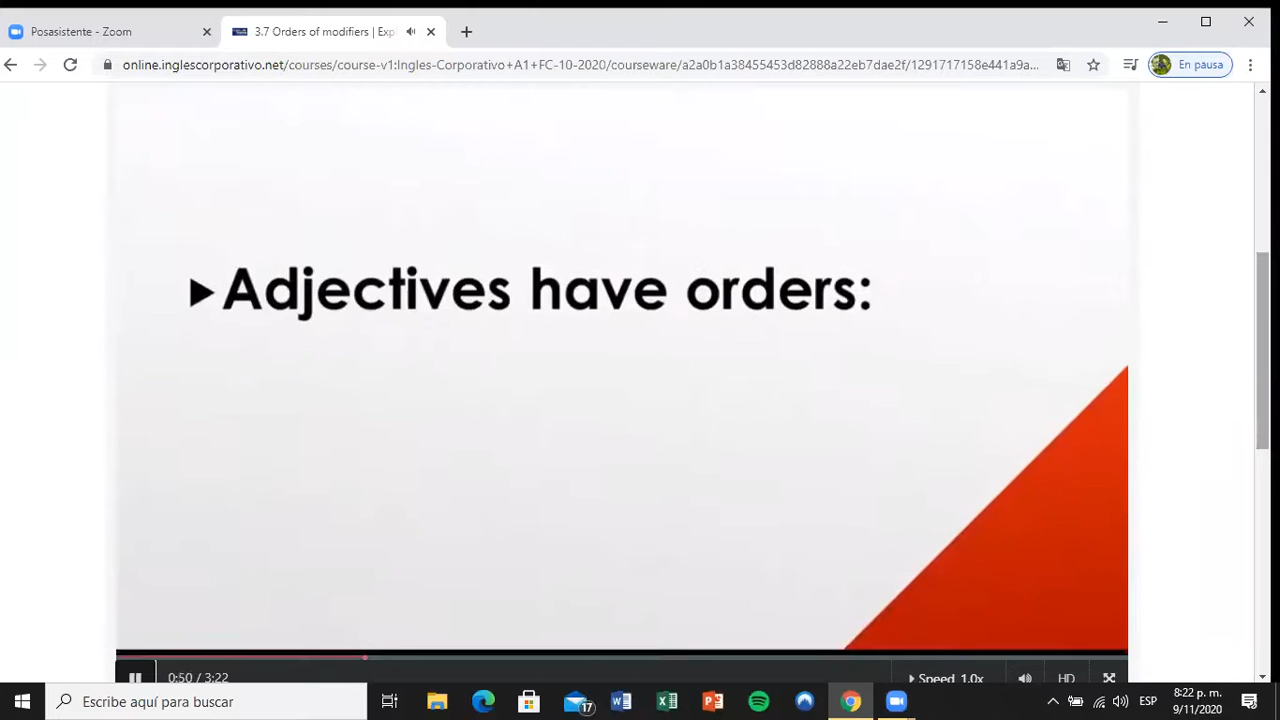 Posasistente - Zoom
3.7 Orders of modifiers | Exp
online.inglescorporativo.net/courses/course-v1:Ingles-Corporativo+A1+FC-10-2020/courseware/a2a0b1a38455453d82888a22eb7dae2f/1291717158e441a9a...
En pausa
Adjectives have orders:
0:50 / 3:22
Speed 1.0x
HD
Escribe aquí para buscar
17
ESP
8:22 p. m.
9/11/2020